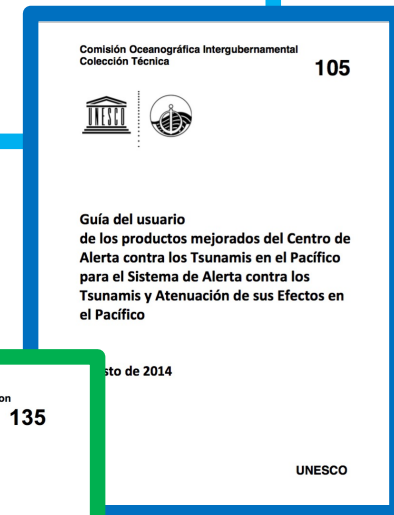 Comisión Oceanográfica Intergubernamental
Colección Técnica
105
UNESCO
Guía del usuario
de los productos mejorados del Centro de
Alerta contra los Tsunamis en el Pacífico
para el Sistema de Alerta contra los
Tsunamis y Atenuación de sus Efectos en
el Pacífico
sto de 2014
on
135
UNESCO